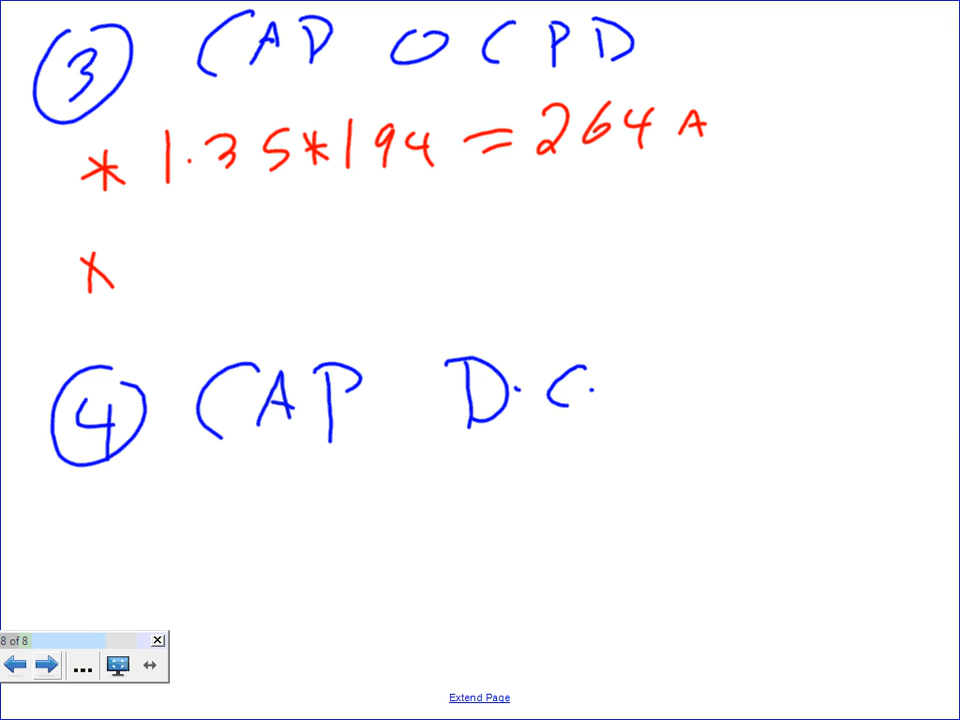 3 CAP OCPD
* 1.35*194 = 264 A
*
4 CAP D.C.
8 of 8
...
Extend Page